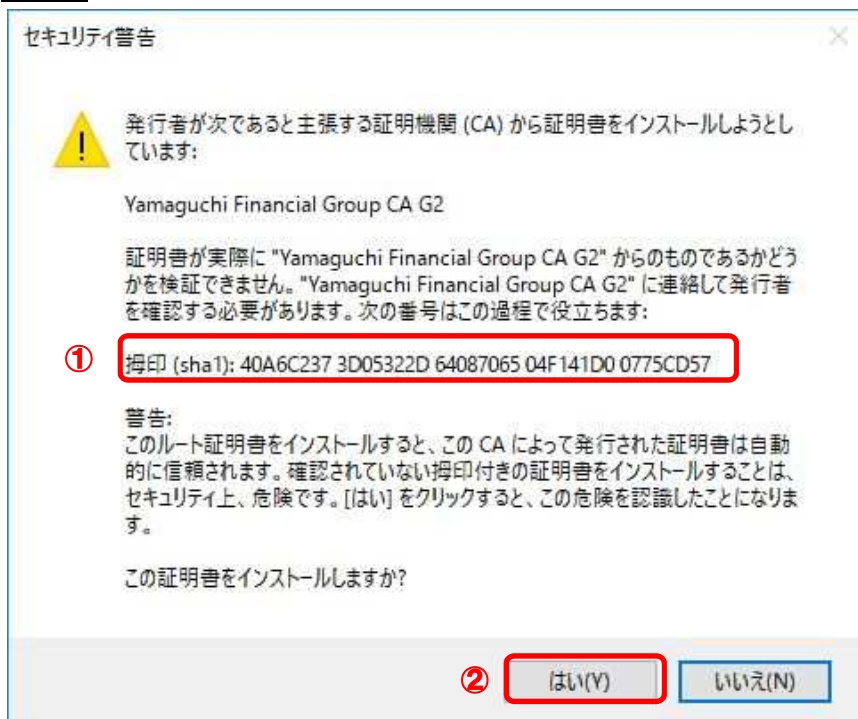 セキュリティ警告
発行者が次であると主張する証明機関 (CA) から証明書をインストールしようとし
ています:
Yamaguchi Financial Group CA G2
証明書が実際に "Yamaguchi Financial Group CA G2" からのものであるかどう
かを検証できません。"Yamaguchi Financial Group CA G2" に連絡して発行者
を確認する必要があります。次の番号はこの過程で役立ちます:
① 拇印 (sha1): 40A6C237 3D05322D 64087065 04F141D0 0775CD57
警告:
このルート証明書をインストールすると、この CA によって発行された証明書は自動
的に信頼されます。確認されていない拇印付きの証明書をインストールすることは、
セキュリティ上、危険です。[はい] をクリックすると、この危険を認識したことになりま
す。
この証明書をインストールしますか?
② はい(Y) いいえ(N)